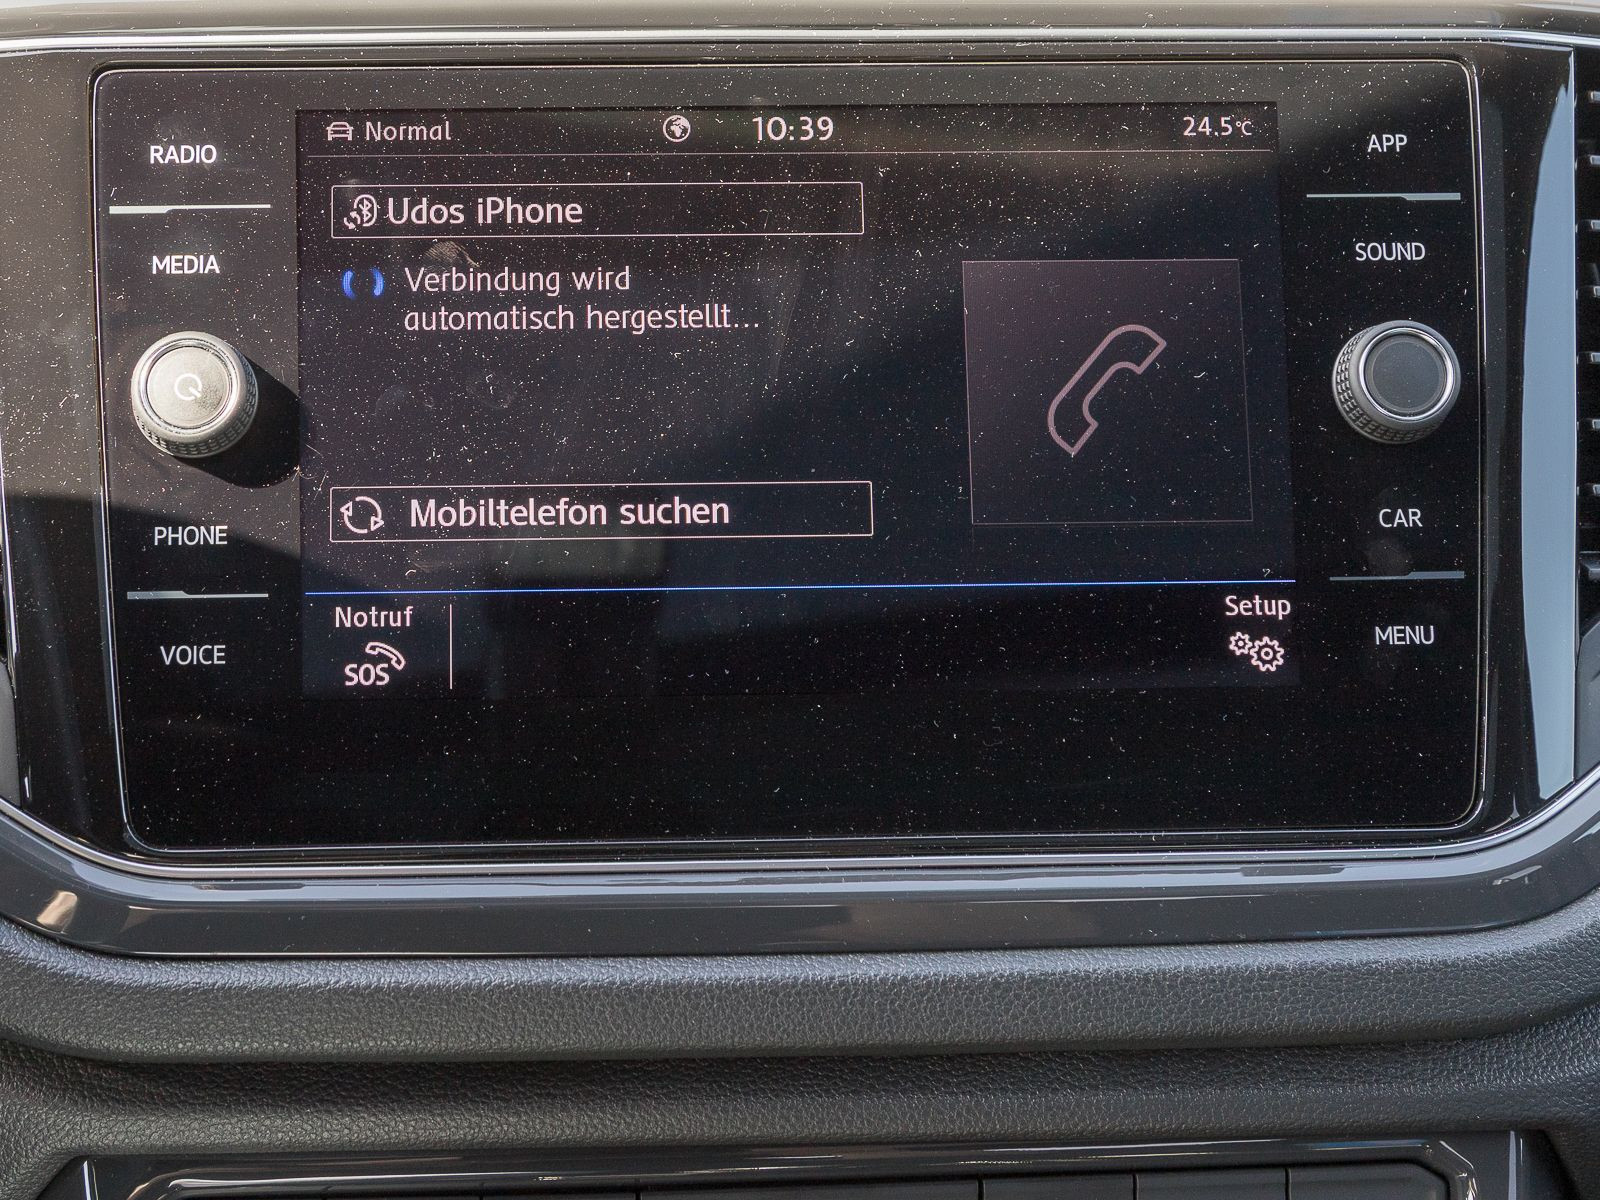 RADIO
MEDIA
PHONE
VOICE
Normal
10:39
24.5°C
Udos iPhone
Verbindung wird
automatisch hergestellt...
Mobiltelefon suchen
Notruf
SOS
Setup
APP
SOUND
CAR
MENU